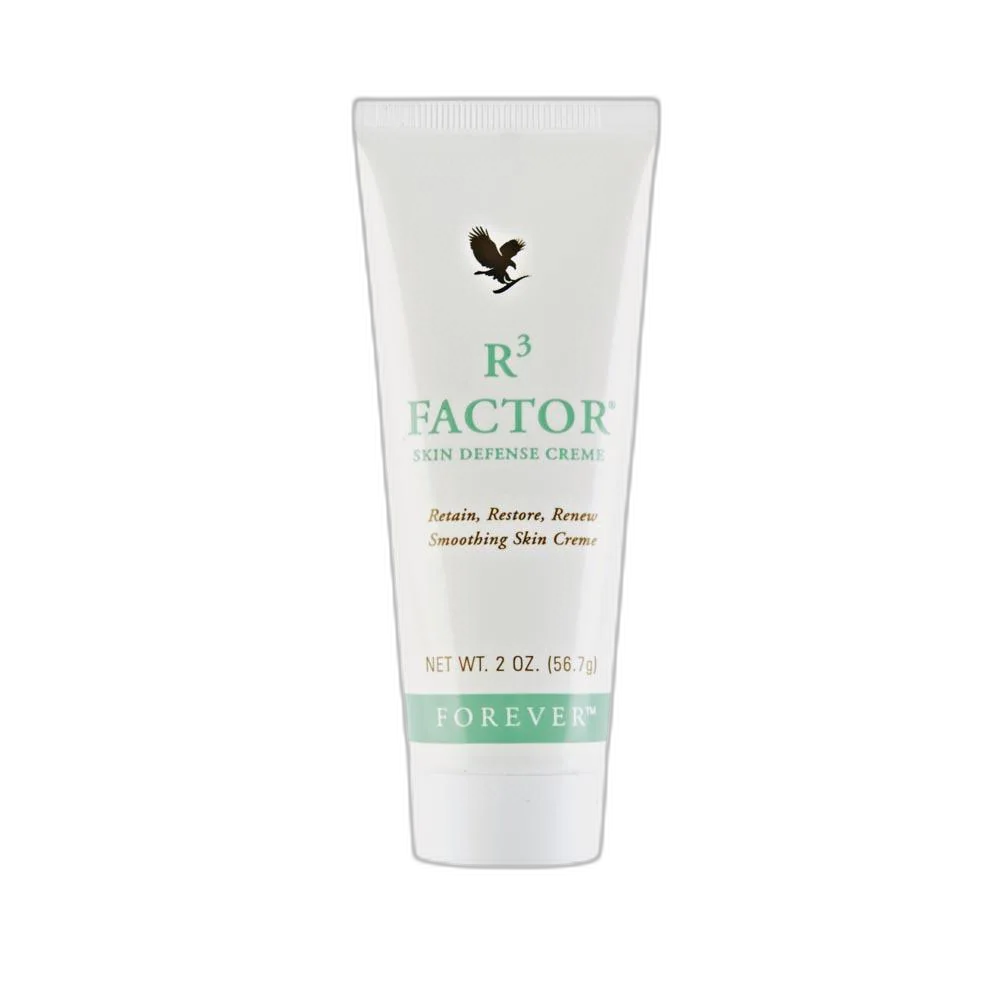 R³
FACTOR®
SKIN DEFENSE CREME
Retain, Restore, Renew
Smoothing Skin Creme
NET WT. 2 OZ. (56.7g)
FOREVER™